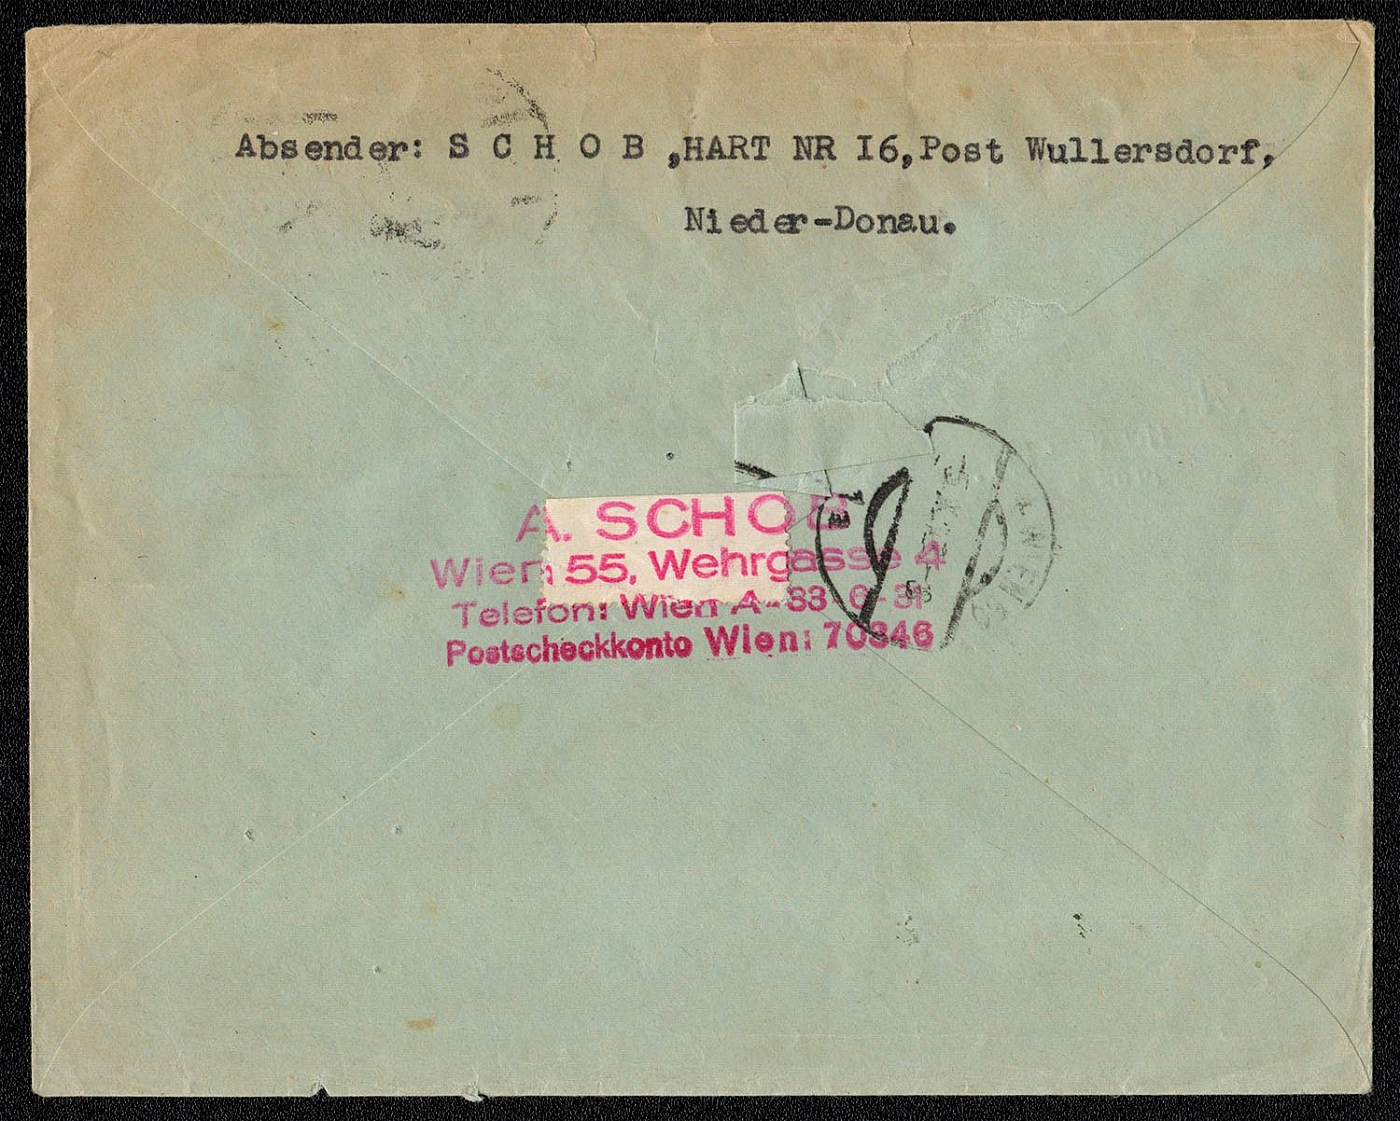 Absender: S C H O B ,HART NR I6,Post Wullersdorf,
Nieder-Donau.
A. SCHOB
Wien 55, Wehrgasse 4
Telefon: Wien A-33-6-31
Postscheckkonto Wien: 70346